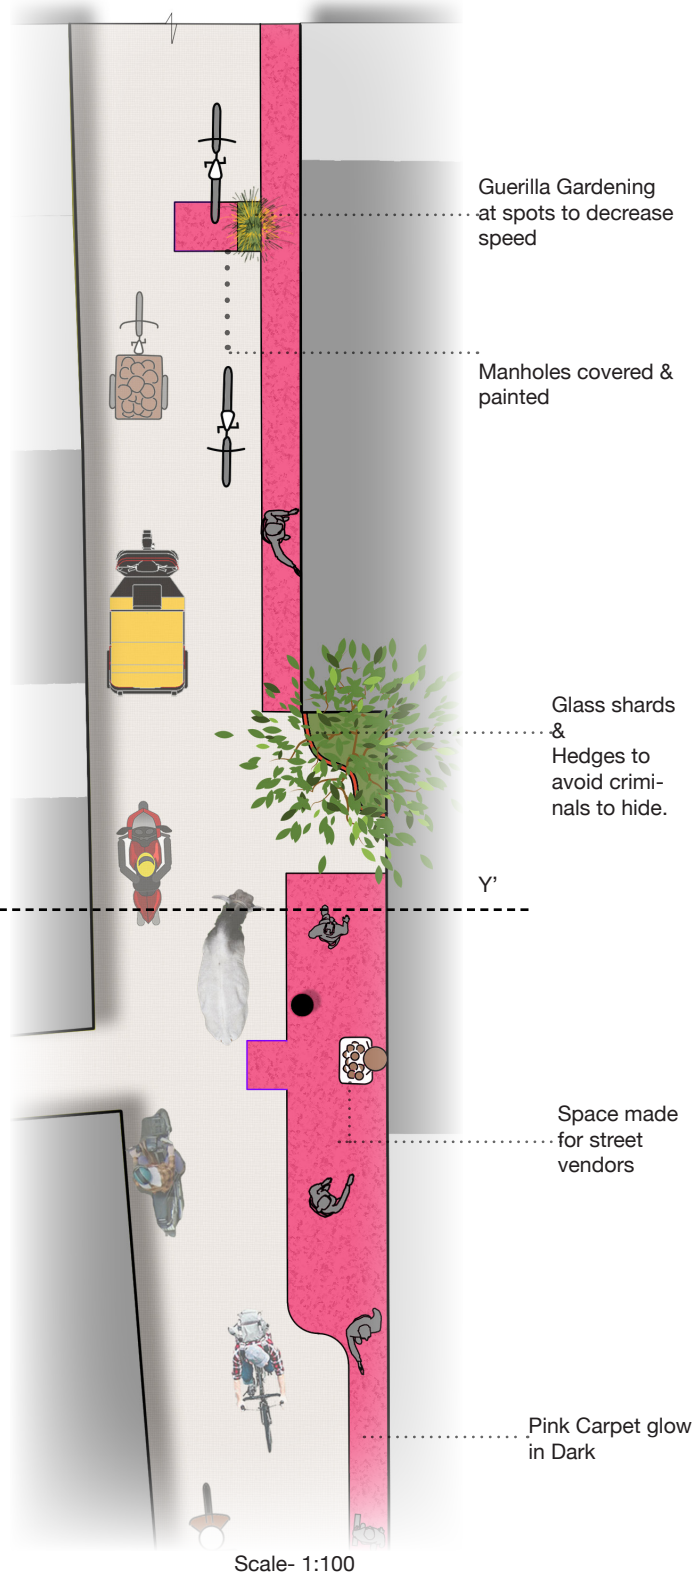 Guerilla Gardening
at spots to decrease
speed
Manholes covered &
painted
Glass shards
&
Hedges to
avoid crimi-
nals to hide.
Y’
Space made
for street
vendors
Pink Carpet glow
in Dark
Scale- 1:100